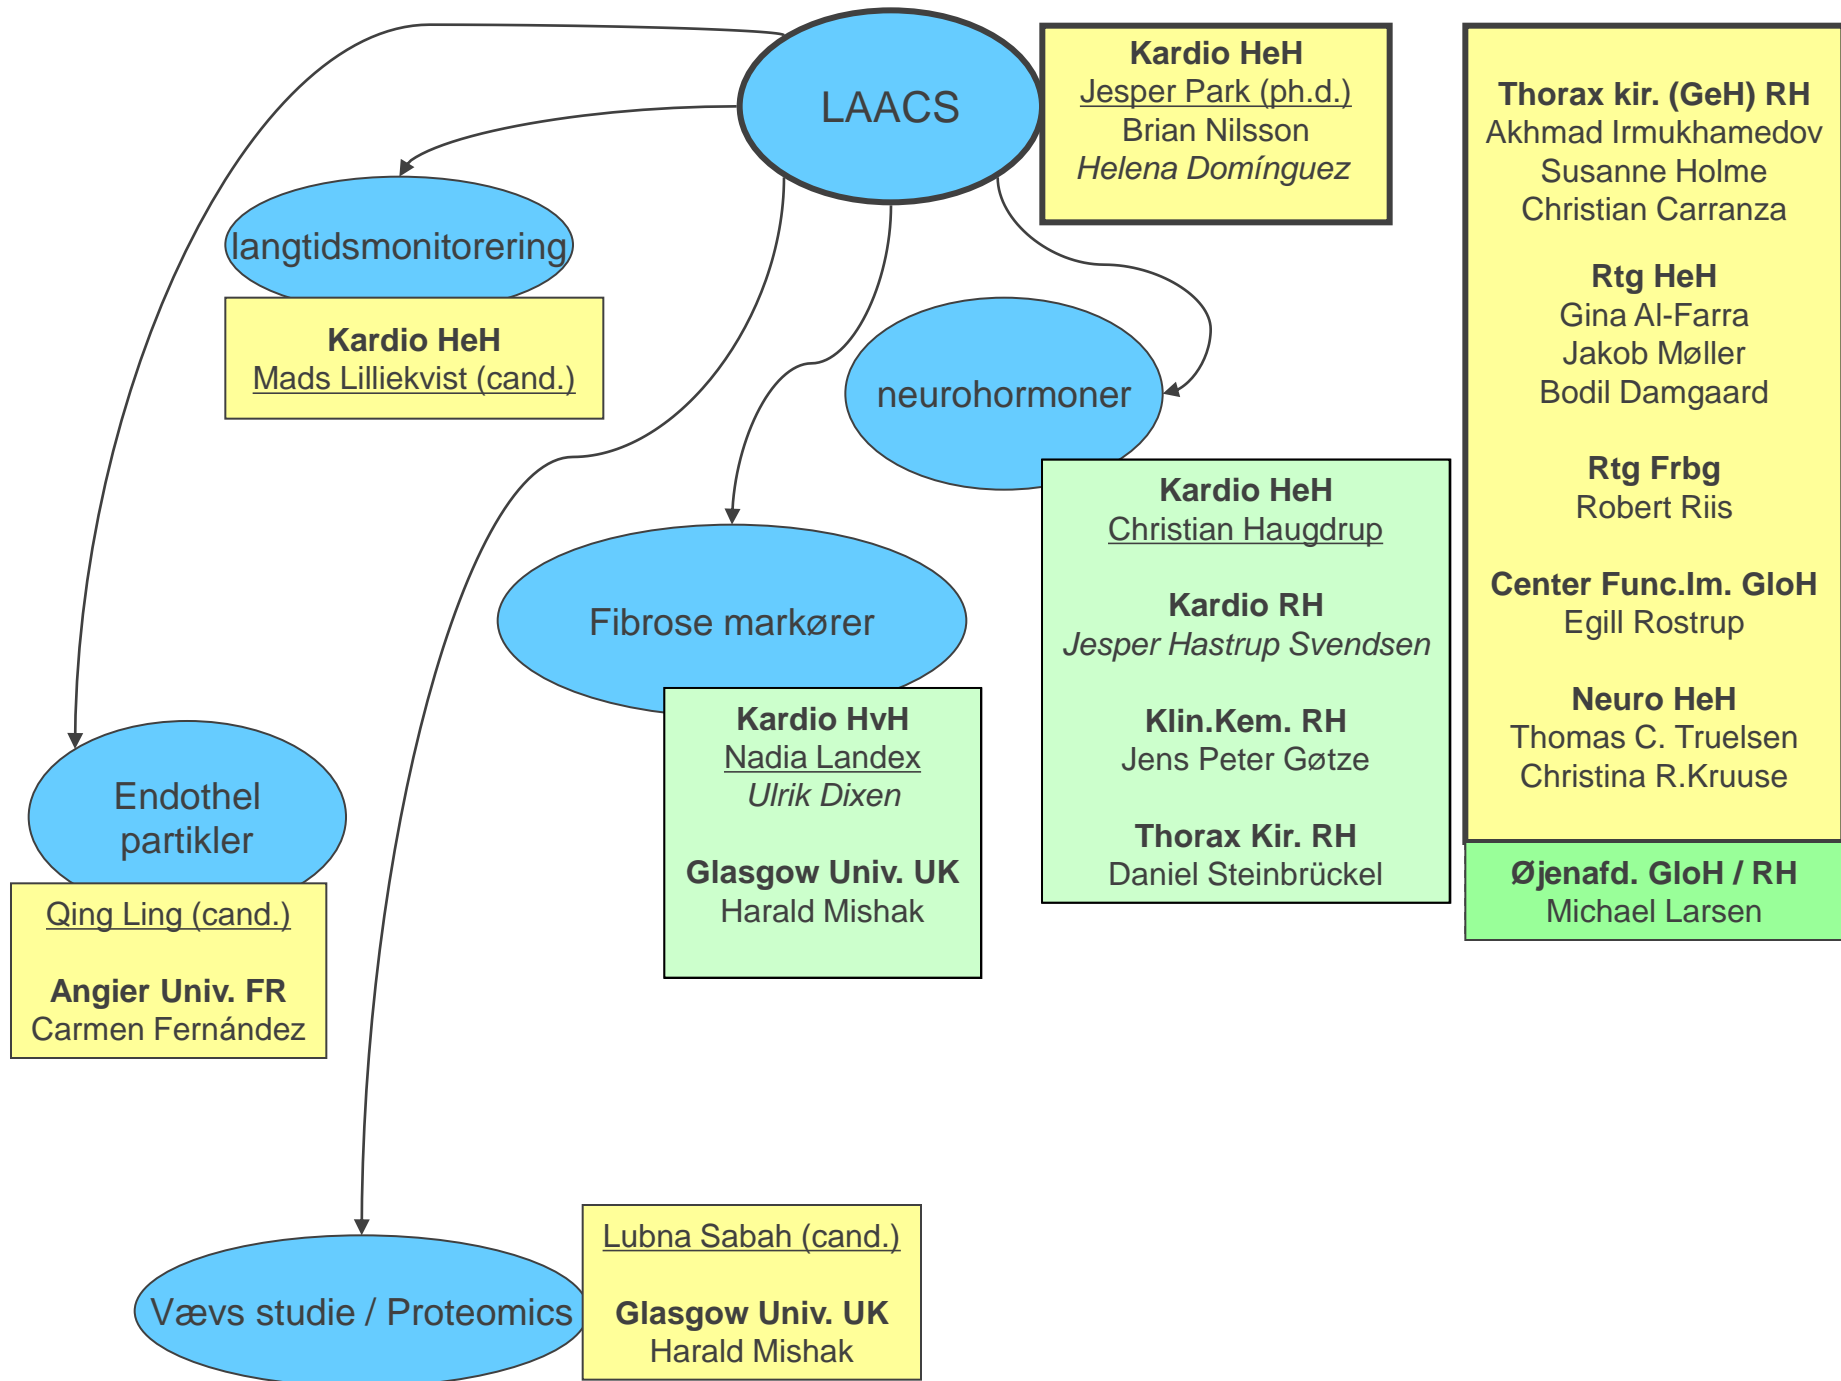 LAACS
Kardio HeH
Jesper Park (ph.d.)
Brian Nilsson
Helena Domínguez
Thorax kir. (GeH) RH
Akhmad Irmukhamedov
Susanne Holme
Christian Carranza
Rtg HeH
Gina Al-Farra
Jakob Møller
Bodil Damgaard
Rtg Frbg
Robert Riis
Center Func.Im. GloH
Egill Rostrup
Neuro HeH
Thomas C. Truelsen
Christina R.Kruuse
Øjenafd. GloH / RH
Michael Larsen
langtidsmonitorering
Kardio HeH
Mads Lilliekvist (cand.)
neurohormoner
Kardio HeH
Christian Haugdrup
Kardio RH
Jesper Hastrup Svendsen
Klin.Kem. RH
Jens Peter Gøtze
Thorax Kir. RH
Daniel Steinbrückel
Fibrose markører
Kardio HvH
Nadia Landex
Ulrik Dixen
Glasgow Univ. UK
Harald Mishak
Endothel
partikler
Qing Ling (cand.)
Angier Univ. FR
Carmen Fernández
Vævs studie / Proteomics
Lubna Sabah (cand.)
Glasgow Univ. UK
Harald Mishak